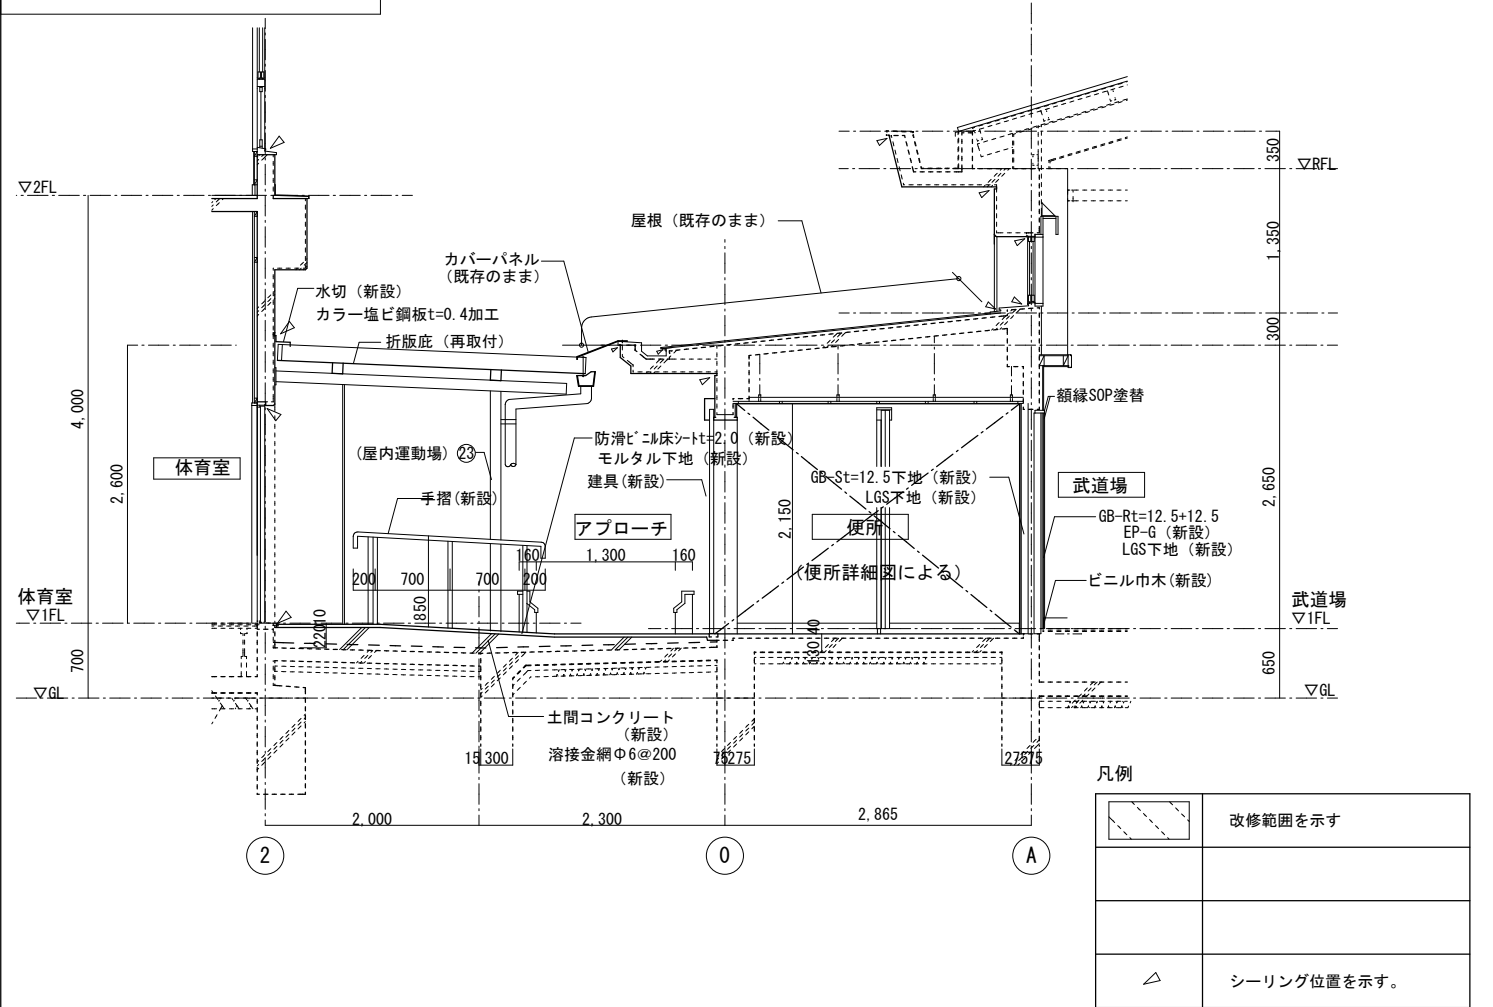 ▽2FL
▽RFL
350
1,350
300
屋根（既存のまま）
カバーパネル
（既存のまま）
水切（新設）
カラー塩ビ鋼板t=0.4加工
折版庇（再取付）
4,000
2,600
額縁SOP塗替
防滑ビニル床シートt=2.0（新設）
モルタル下地（新設）
建具(新設)
（屋内運動場）㉓
体育室
手摺(新設)
GB-St=12.5下地（新設）
LGS下地（新設）
武道場
2,650
2,150
GB-Rt=12.5+12.5
EP-G（新設）
LGS下地（新設）
アプローチ
便所
160
1,300
160
（便所詳細図による）
ビニル巾木(新設)
200
700
700
200
850
体育室
▽1FL
武道場
▽1FL
22010
13040
700
650
▽GL
▽GL
土間コンクリート
（新設）
溶接金網Φ6@200
（新設）
15
300
75275
27575
2,000
2,300
2,865
2
O
A
凡例
改修範囲を示す
シーリング位置を示す。